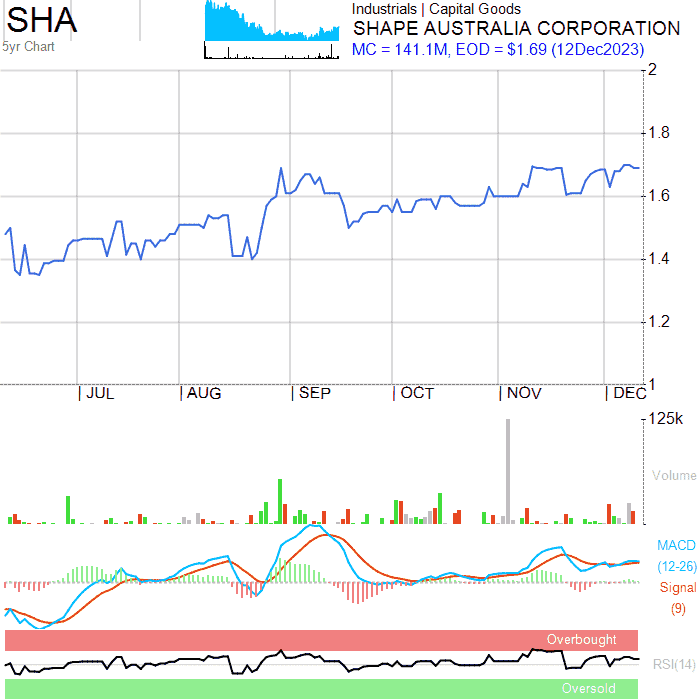 SHA
5yr Chart
Industrials | Capital Goods
SHAPE AUSTRALIA CORPORATION
MC = 141.1M, EOD = $1.69 (12Dec2023)
2
1.8
1.6
1.4
1.2
1
| JUL | AUG | SEP | OCT | NOV | DEC
125k
Volume
MACD
(12-26)
Signal
(9)
Overbought
RSI(14)
Oversold